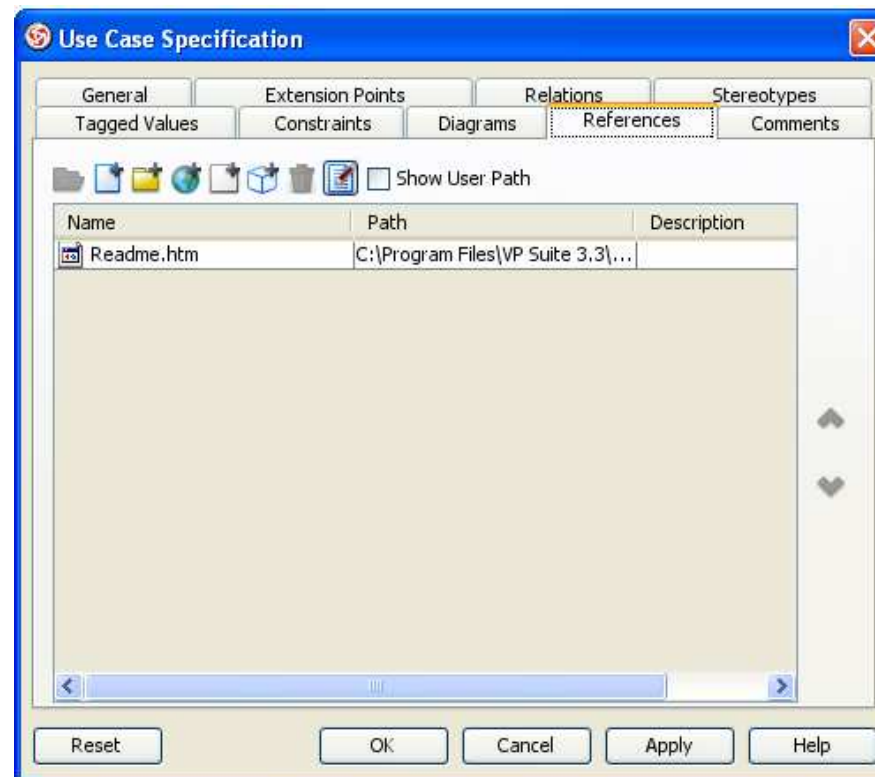 Use Case Specification
General Extension Points Relations Stereotypes
Tagged Values Constraints Diagrams References Comments
Show User Path
Name Path Description
Readme.htm C:\Program Files\VP Suite 3.3\...
Reset OK Cancel Apply Help